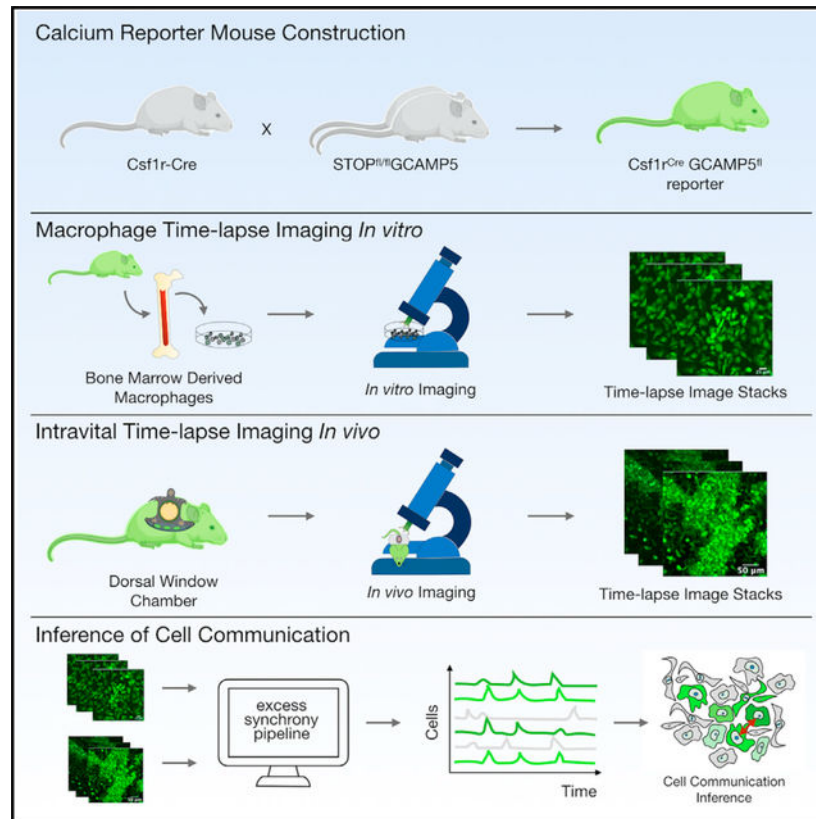 Calcium Reporter Mouse Construction
Csf1r-Cre
X
STOPfl/flGCAMP5
Csf1rCre GCAMP5fl
reporter
Macrophage Time-lapse Imaging In vitro
Bone Marrow Derived
Macrophages
In vitro Imaging
Time-lapse Image Stacks
Intravital Time-lapse Imaging In vivo
50 µm
Dorsal Window
Chamber
In vivo Imaging
Time-lapse Image Stacks
Inference of Cell Communication
excess
synchrony
pipeline
Cells
Time
Cell Communication
Inference